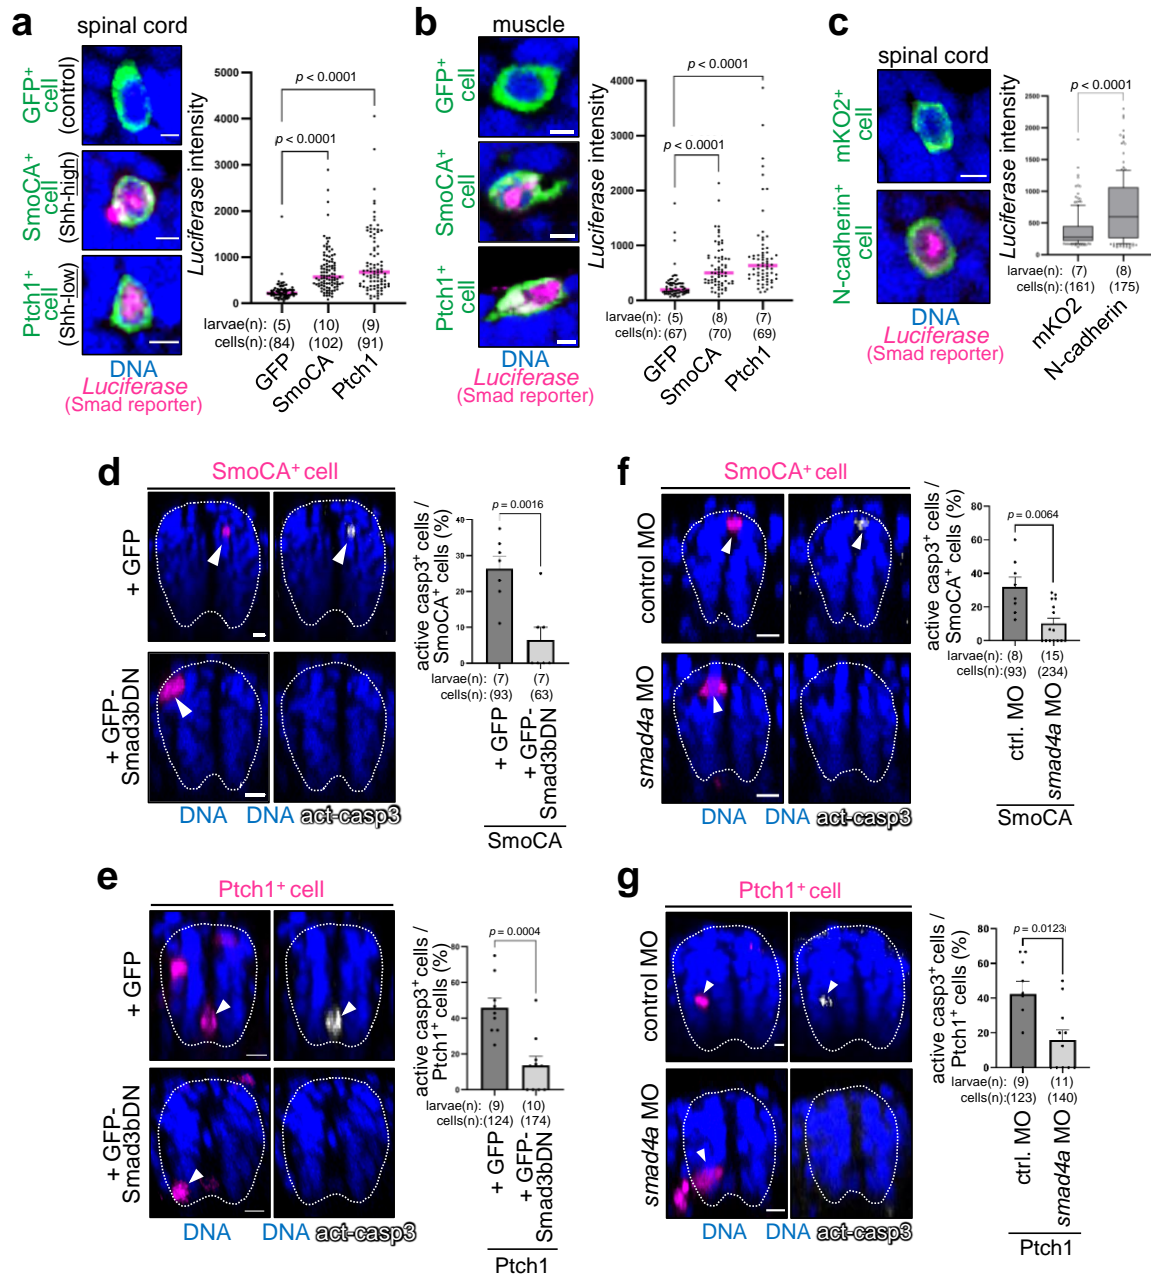 a
spinal cord
GFP⁺ cell (control)
SmoCA⁺ cell (Shh-high)
Ptch1⁺ cell (Shh-low)
DNA
Luciferase
(Smad reporter)
Luciferase intensity
5000
4000
3000
2000
1000
0
p < 0.0001
p < 0.0001
larvae(n): (5) (10) (9)
cells(n): (84) (102) (91)
GFP
SmoCA
Ptch1
b
muscle
GFP⁺ cell
SmoCA⁺ cell
Ptch1⁺ cell
DNA
Luciferase
(Smad reporter)
Luciferase intensity
4000
3000
2000
1000
0
p < 0.0001
p < 0.0001
larvae(n): (5) (8) (7)
cells(n): (67) (70) (69)
GFP
SmoCA
Ptch1
c
spinal cord
mKO2⁺ cell
N-cadherin⁺ cell
DNA
Luciferase
(Smad reporter)
Luciferase intensity
2500
2000
1500
1000
500
0
p <0.0001
larvae(n): (7) (8)
cells(n): (161) (175)
mKO2
N-cadherin
d
SmoCA⁺ cell
+ GFP
+ GFP-
Smad3bDN
DNA
DNA act-casp3
active casp3⁺ cells /
SmoCA⁺ cells (%)
40
30
20
10
0
p = 0.0016
larvae(n): (7) (7)
cells(n): (93) (63)
+ GFP
+ GFP-
Smad3bDN
SmoCA
f
SmoCA⁺ cell
control MO
smad4a MO
DNA
DNA act-casp3
active casp3⁺ cells /
SmoCA⁺ cells (%)
80
60
40
20
0
p = 0.0064
larvae(n): (8) (15)
cells(n): (93) (234)
ctrl. MO
smad4a MO
SmoCA
e
Ptch1⁺ cell
+ GFP
+ GFP-
Smad3bDN
DNA
DNA act-casp3
active casp3⁺ cells /
Ptch1⁺ cells (%)
80
60
40
20
0
p = 0.0004
larvae(n): (9) (10)
cells(n): (124) (174)
+ GFP
+ GFP-
Smad3bDN
Ptch1
g
Ptch1⁺ cell
control MO
smad4a MO
DNA
DNA act-casp3
active casp3⁺ cells /
Ptch1⁺ cells (%)
80
60
40
20
0
p = 0.0123
larvae(n): (9) (11)
cells(n): (123) (140)
ctrl. MO
smad4a MO
Ptch1